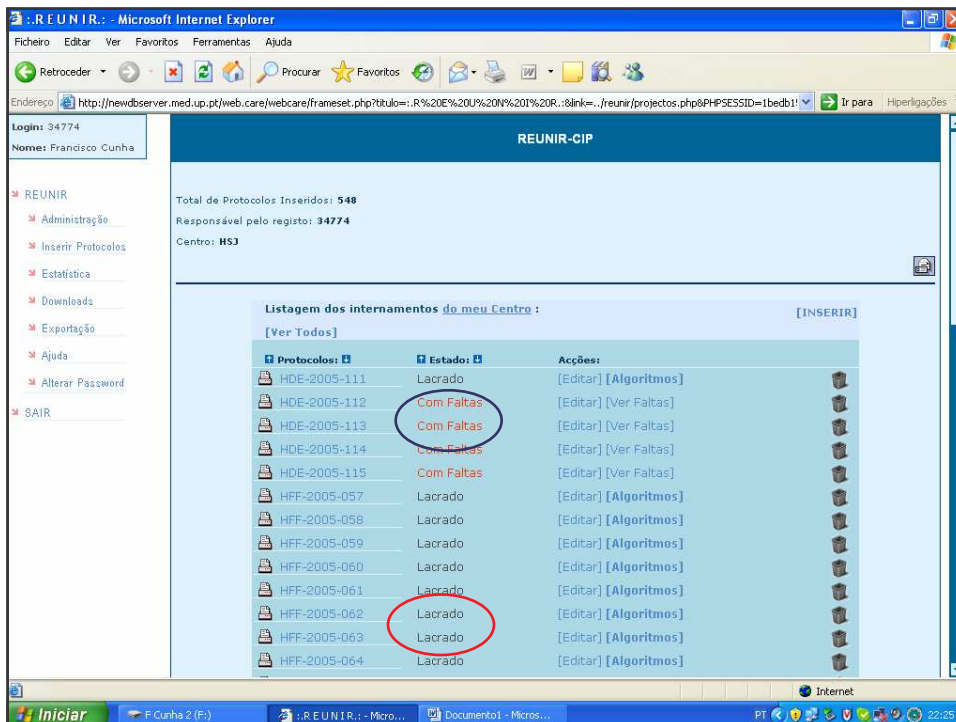 :.R E U N I R.: - Microsoft Internet Explorer
Ficheiro Editar Ver Favoritos Ferramentas Ajuda
Retroceder Procurar Favoritos
Endereço http://newdbserver.med.up.pt/web.care/webcare/frameset.php?titulo=:.R%20E%20U%20N%20I%20R.:&link=../reunir/projectos.php&PHPSESSID=1bedb1! Ir para Hiperligações
Login: 34774
Nome: Francisco Cunha
REUNIR-CIP
REUNIR
Administração
Inserir Protocolos
Estatística
Downloads
Exportação
Ajuda
Alterar Password
SAIR
Total de Protocolos Inseridos: 548
Responsável pelo registo: 34774
Centro: HSJ
Listagem dos internamentos do meu Centro :
[INSERIR]
[Ver Todos]
Protocolos: Estado: Acções:
HDE-2005-111 Lacrado [Editar] [Algoritmos]
HDE-2005-112 Com Faltas [Editar] [Ver Faltas]
HDE-2005-113 Com Faltas [Editar] [Ver Faltas]
HDE-2005-114 Com Faltas [Editar] [Ver Faltas]
HDE-2005-115 Com Faltas [Editar] [Ver Faltas]
HFF-2005-057 Lacrado [Editar] [Algoritmos]
HFF-2005-058 Lacrado [Editar] [Algoritmos]
HFF-2005-059 Lacrado [Editar] [Algoritmos]
HFF-2005-060 Lacrado [Editar] [Algoritmos]
HFF-2005-061 Lacrado [Editar] [Algoritmos]
HFF-2005-062 Lacrado [Editar] [Algoritmos]
HFF-2005-063 Lacrado [Editar] [Algoritmos]
HFF-2005-064 Lacrado [Editar] [Algoritmos]
Internet
Iniciar F Cunha 2 (F:) :.R E U N I R.: - Micro... Documento1 - Micros... PT 22:25